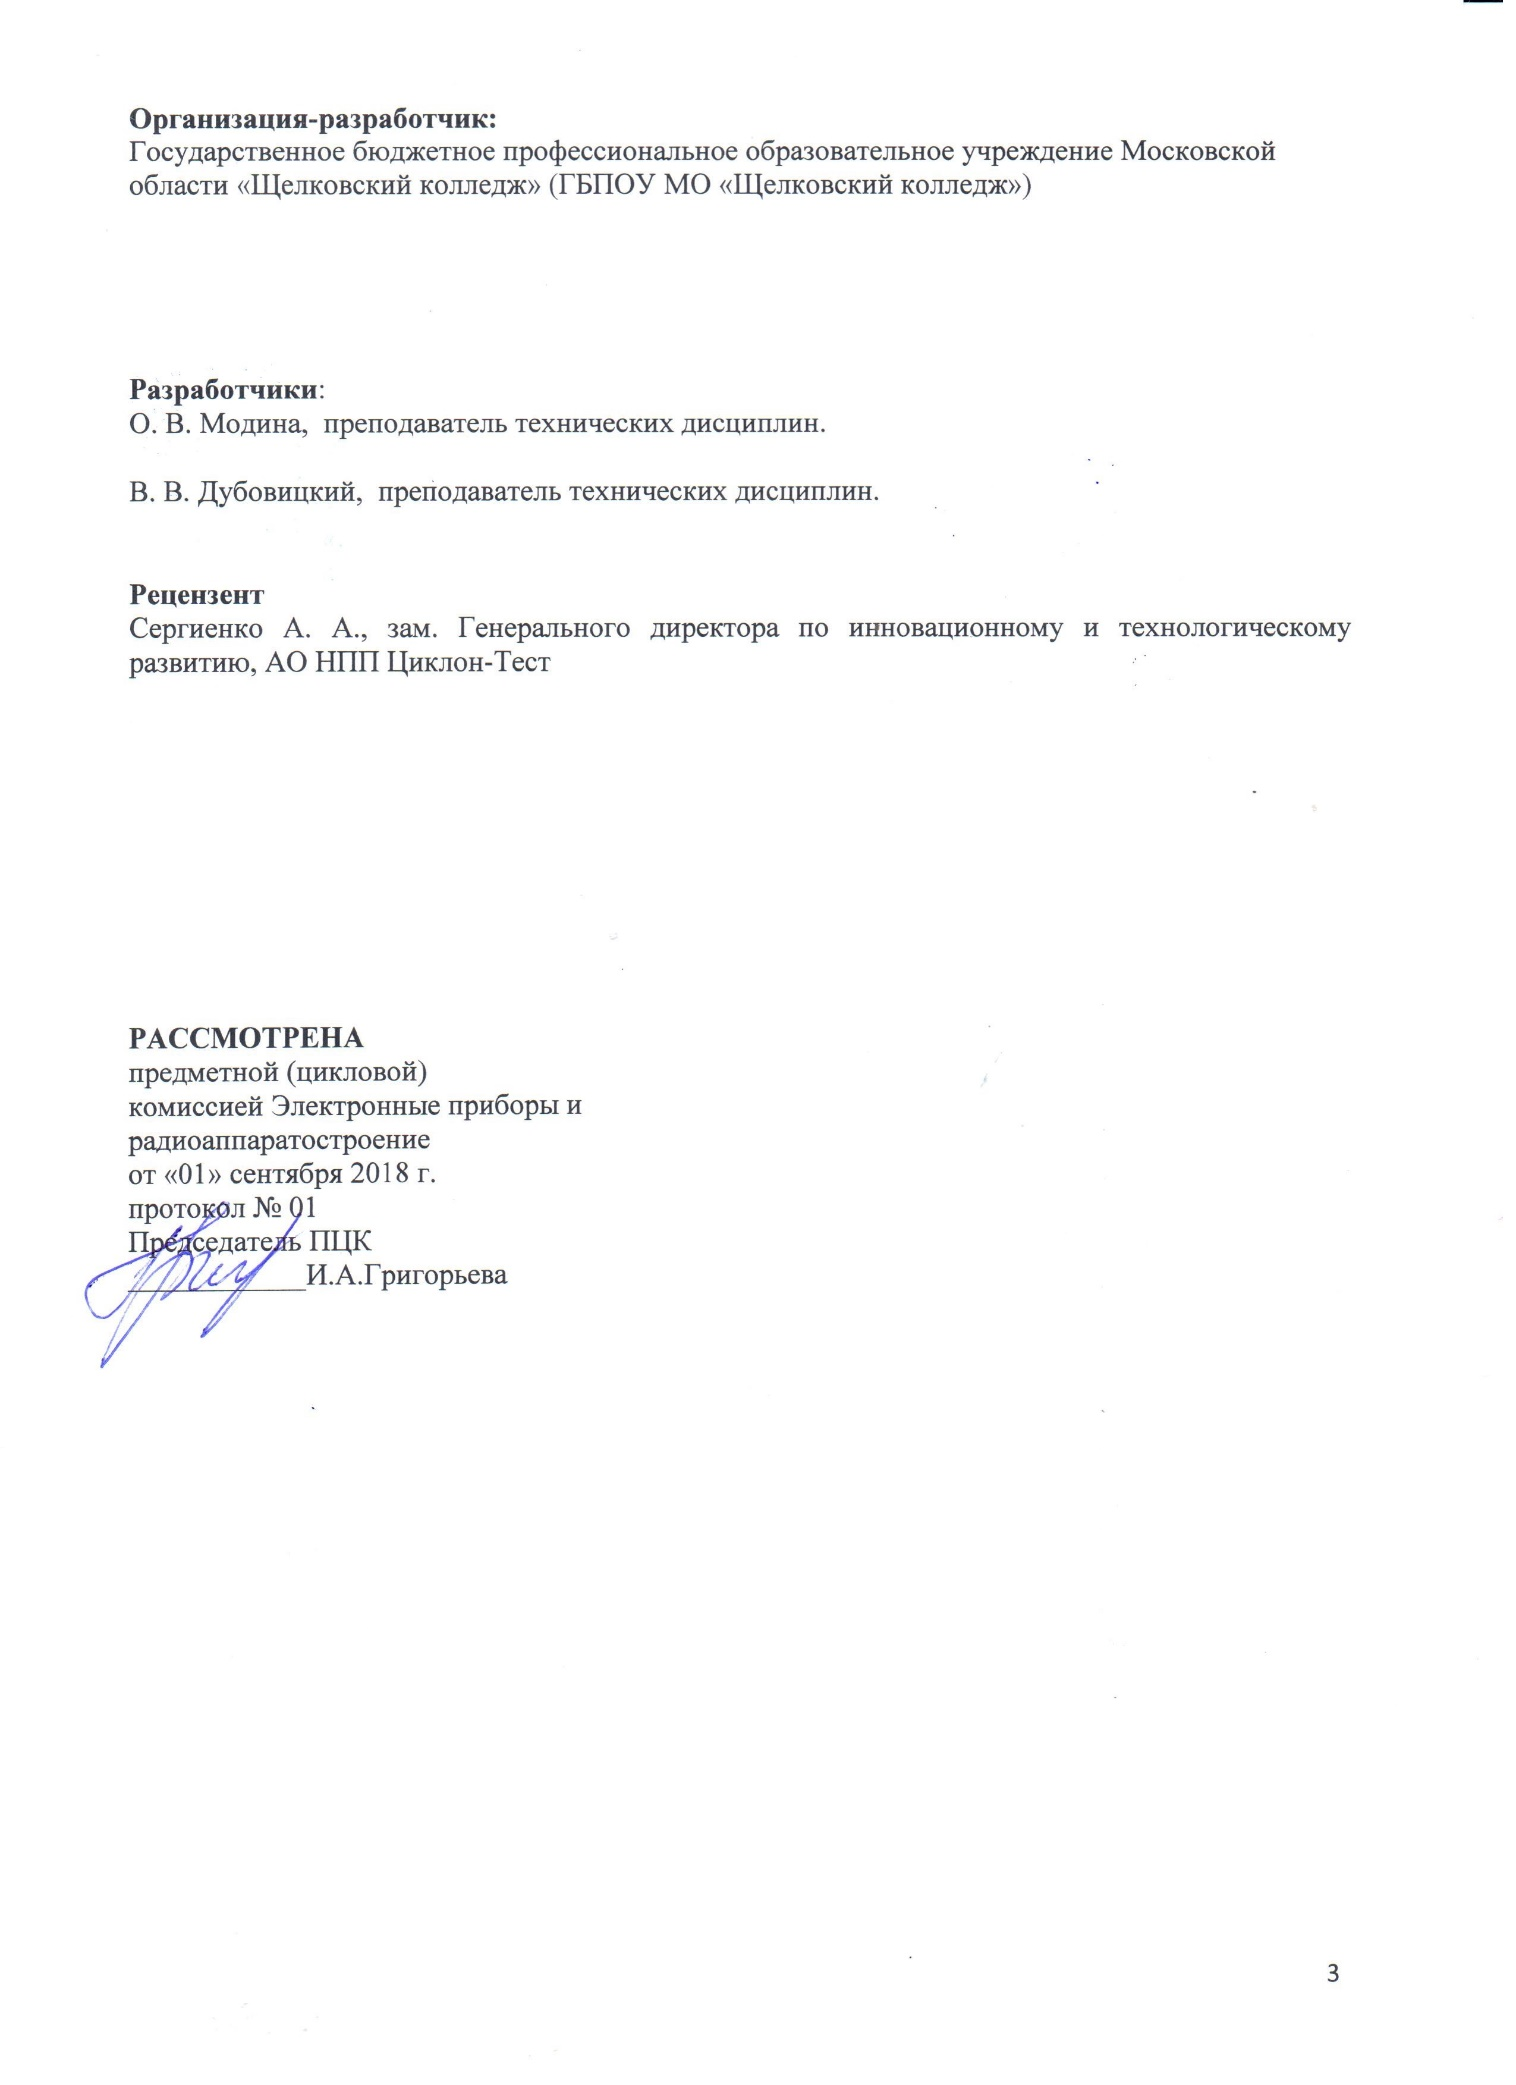 Организация-разработчик:
Государственное бюджетное профессиональное образовательное учреждение Московской
области «Щелковский колледж» (ГБПОУ МО «Щелковский колледж»)
Разработчики:
О. В. Модина, преподаватель технических дисциплин.
В. В. Дубовицкий, преподаватель технических дисциплин.
Рецензент
Сергиенко А. А., зам. Генерального директора по инновационному и технологическому
развитию, АО НПП Циклон-Тест
РАССМОТРЕНА
предметной (цикловой)
комиссией Электронные приборы и
радиоаппаратостроение
от «01» сентября 2018 г.
протокол № 01
Председатель ПЦК
____________И.А.Григорьева
3